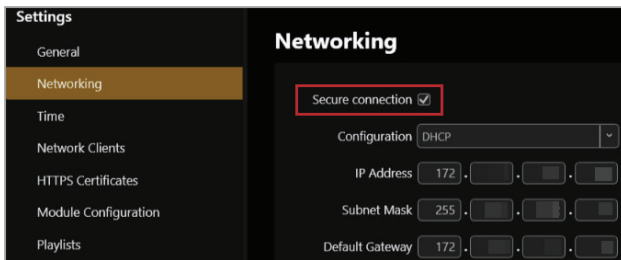 Settings
General
Networking
Time
Network Clients
HTTPS Certificates
Module Configuration
Playlists
Networking
Secure connection
Configuration DHCP
IP Address 172 . . .
Subnet Mask 255 . . .
Default Gateway 172 . . .